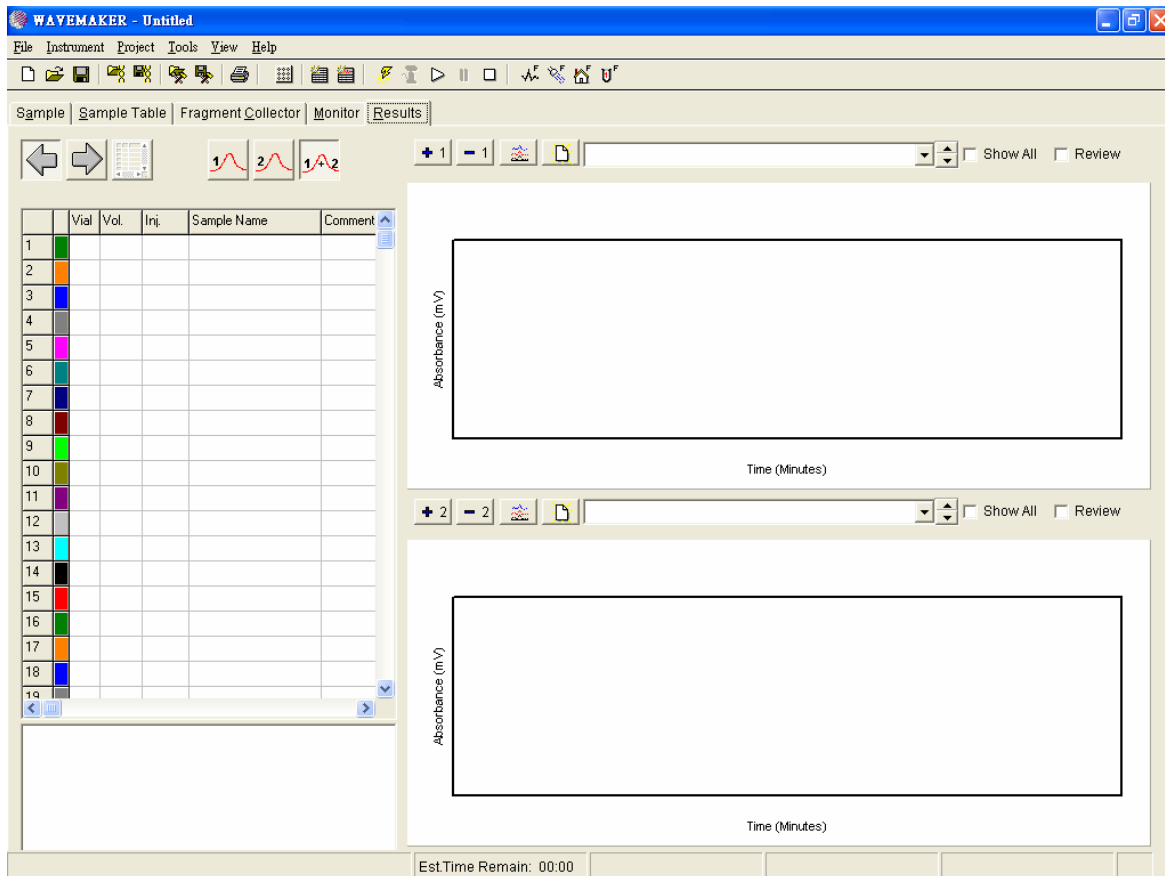 WAVEMAKER - Untitled
File Instrument Project Tools View Help
Sample Sample Table Fragment Collector Monitor Results
1 2 1+2
+ 1 - 1 Show All Review
Vial Vol. Inj. Sample Name Comment
1
2
3
4
5
6
7
8
9
10
11
12
13
14
15
16
17
18
19
Absorbance (mV)
Time (Minutes)
+ 2 - 2 Show All Review
Absorbance (mV)
Time (Minutes)
Est.Time Remain: 00:00